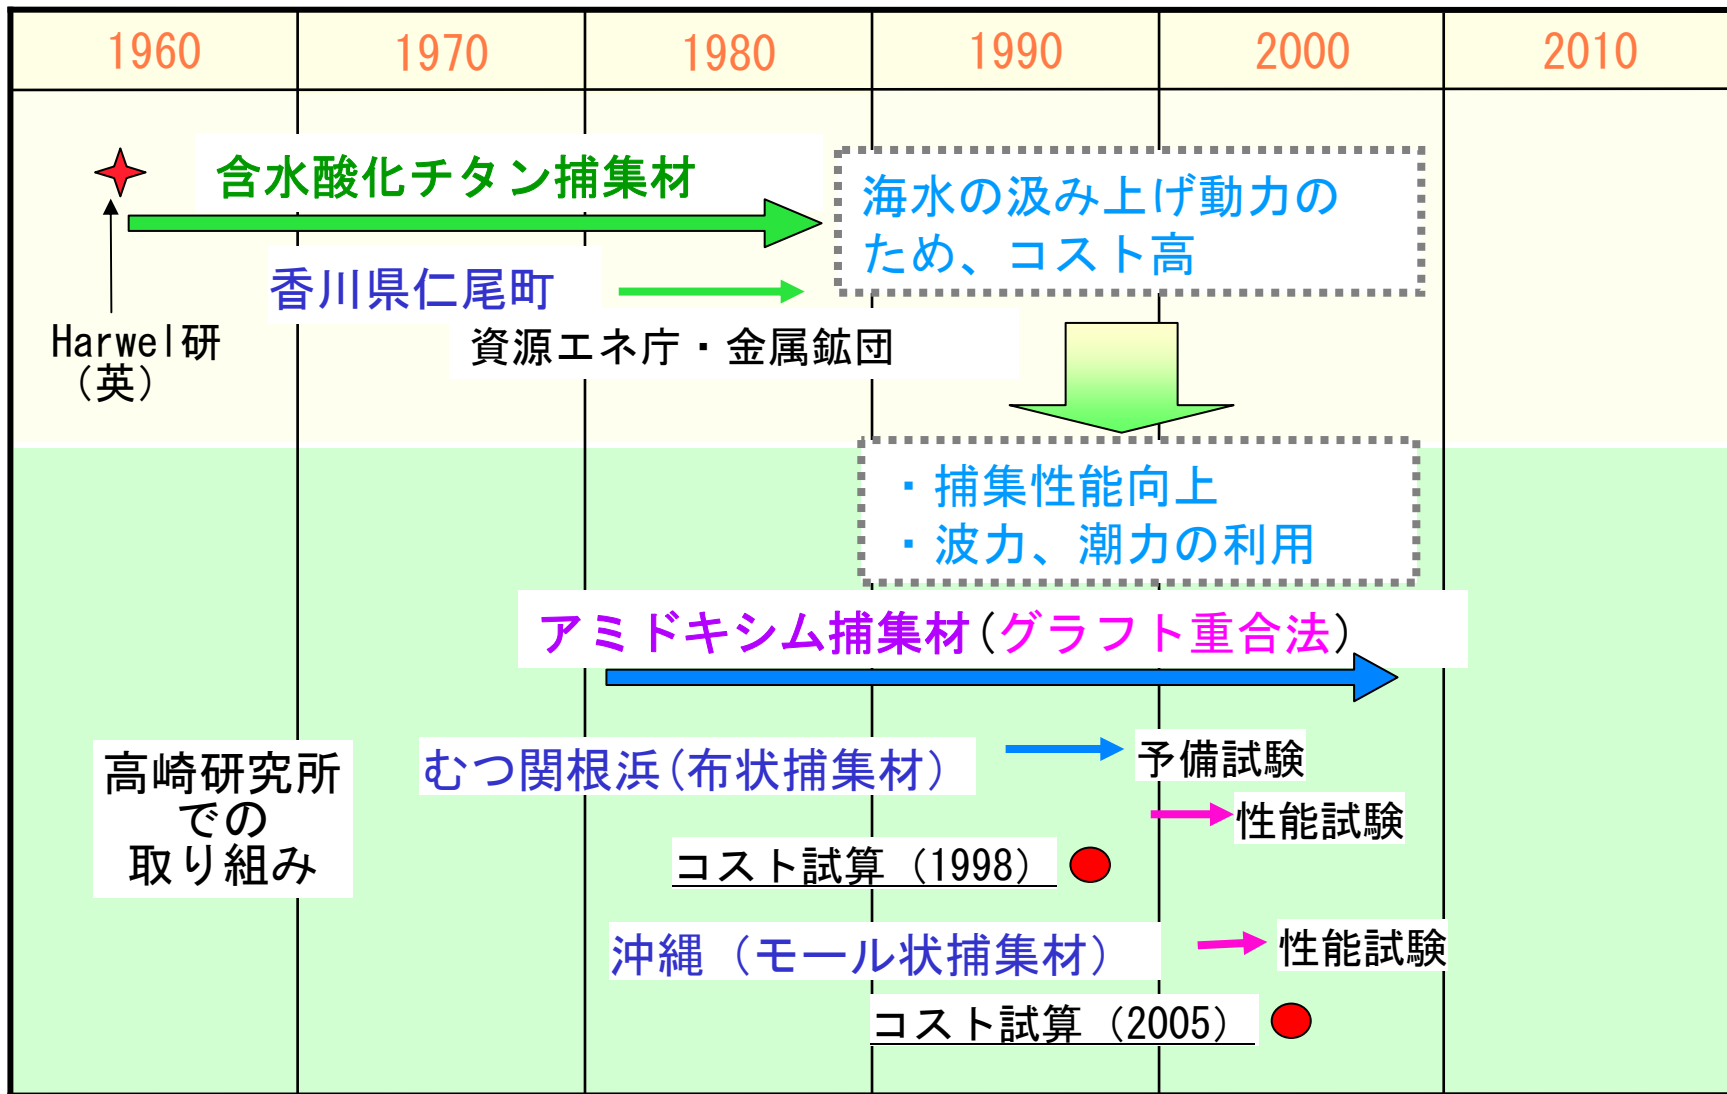 1960 1970 1980 1990 2000 2010
含水酸化チタン捕集材
海水の汲み上げ動力の
ため、コスト高
香川県仁尾町
資源エネ庁・金属鉱団
Harwel研
（英）
・捕集性能向上
・波力、潮力の利用
アミドキシム捕集材(グラフト重合法)
高崎研究所
での
取り組み
むつ関根浜(布状捕集材)
予備試験
性能試験
コスト試算（1998）
沖縄（モール状捕集材）
性能試験
コスト試算（2005）